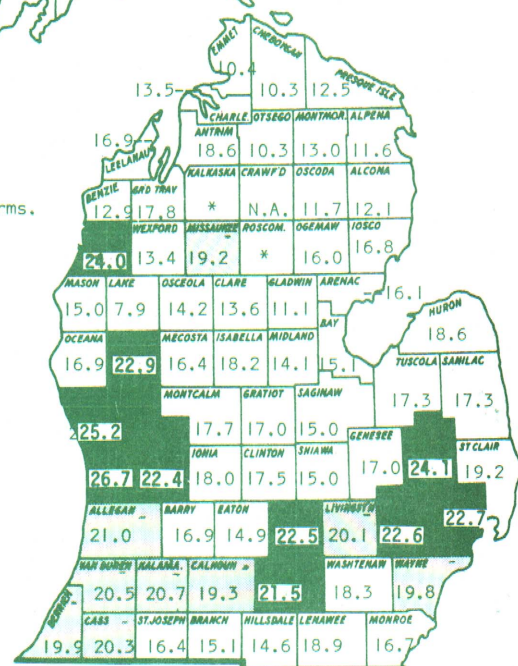 EMMET
CHEBOYGAN
PRESQUE ISLE
10.4
13.5
10.3
12.5
CHARLE.
OTSEGO
MONTMOR.
ALPENA
16.9
ANTRIM
18.6
10.3
13.0
11.6
LEELANAU
KALKASKA
CRAWF'D
OSCODA
ALCONA
rms.
BENZIE
GRD TRAV
12.9
17.8
*
N.A.
11.7
12.1
WEXFORD
MISSAUKEE
ROSCOM.
OGEMAW
IOSCO
24.0
13.4
19.2
*
16.0
16.8
MASON
LAKE
OSCEOLA
CLARE
GLADWIN
ARENAC
15.0
7.9
14.2
13.6
11.1
16.1
HURON
18.6
OCEANA
MECOSTA
ISABELLA
MIDLAND
BAY
16.9
22.9
16.4
18.2
14.1
15.1
TUSCOLA
SANILAC
17.3
17.3
MONTCALM
GRATIOT
SAGINAW
17.7
17.0
15.0
225.2
GENESEE
17.0
24.1
ST CLAIR
19.2
IONIA
CLINTON
SHIAWA
26.7
22.4
18.0
17.5
15.0
ALLEGAN
BARRY
EATON
LIVINGSTN
21.0
16.9
14.9
22.5
20.1
22.6
22.7
VAN BUREN
KALAMA.
CALHOUN
WASHTENAW
WAYNE
20.5
20.7
19.3
21.5
18.3
19.8
BERRIEN
CASS
ST.JOSEPH
BRANCH
HILLSDALE
LENAWEE
MONROE
19.9
20.3
16.4
15.1
14.6
18.9
16.7